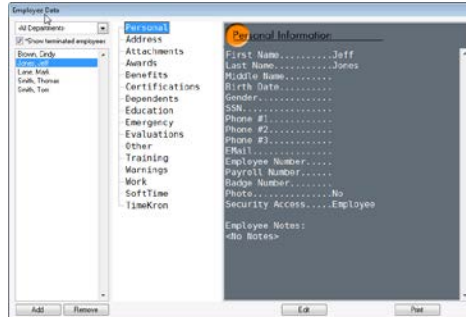 Employee Data
All Departments
*Show terminated employees
Brown, Cindy
Jones, Jeff
Lane, Mark
Smith, Thomas
Smith, Tom
Add
Remove
Personal
Address
Attachments
Awards
Benefits
Certifications
Dependents
Education
Emergency
Evaluations
Other
Training
Warnings
Work
SoftTime
TimeKron
Personal Information
First Name..........Jeff
Last Name...........Jones
Middle Name.........
Birth Date..........
Gender..............
SSN.................
Phone #1............
Phone #2............
Phone #3............
EMail...............
Employee Number.....
Payroll Number......
Badge Number........
Photo...............No
Security Access.....Employee
Employee Notes:
<No Notes>
Edit
Print